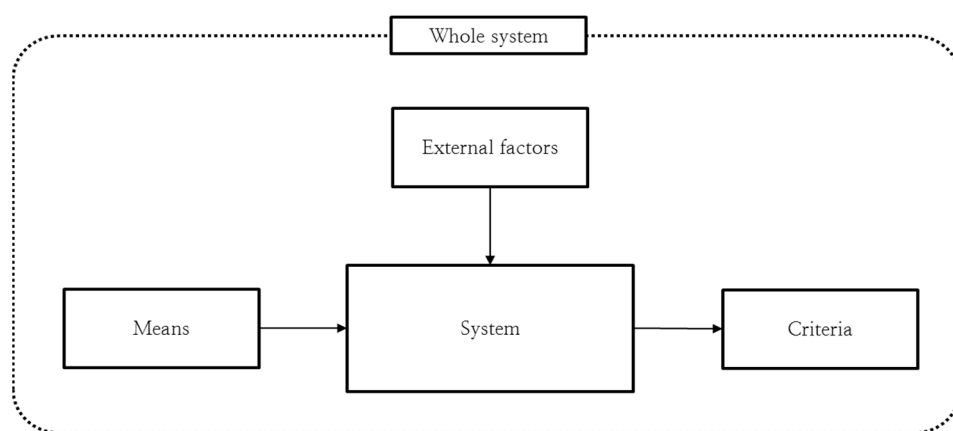 Whole system
External factors
Means
System
Criteria